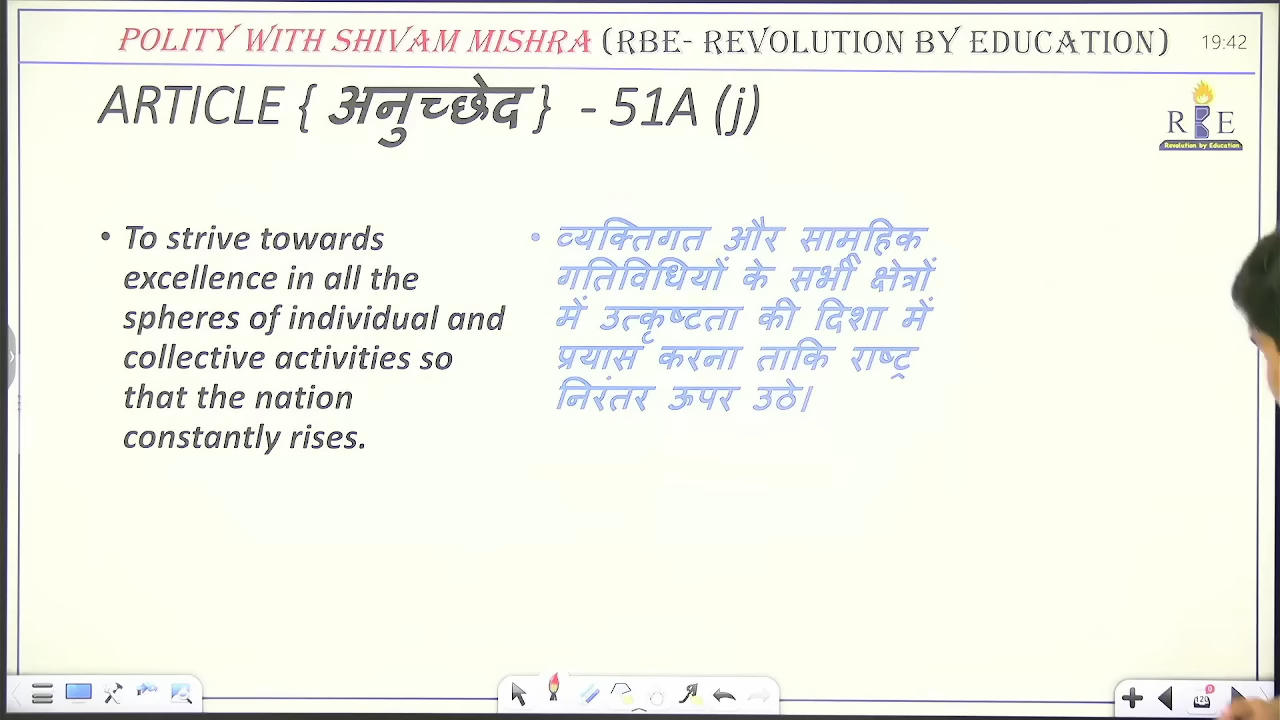 POLITY WITH SHIVAM MISHRA (RBE- REVOLUTION BY EDUCATION)
19:42
ARTICLE { अनुच्छेद } - 51A (j)
R E
Revolution by Education
• To strive towards
excellence in all the
spheres of individual and
collective activities so
that the nation
constantly rises.
• व्यक्तिगत और सामूहिक
गतिविधियों के सभी क्षेत्रों
में उत्कृष्टता की दिशा में
प्रयास करना ताकि राष्ट्र
निरंतर ऊपर उठे।